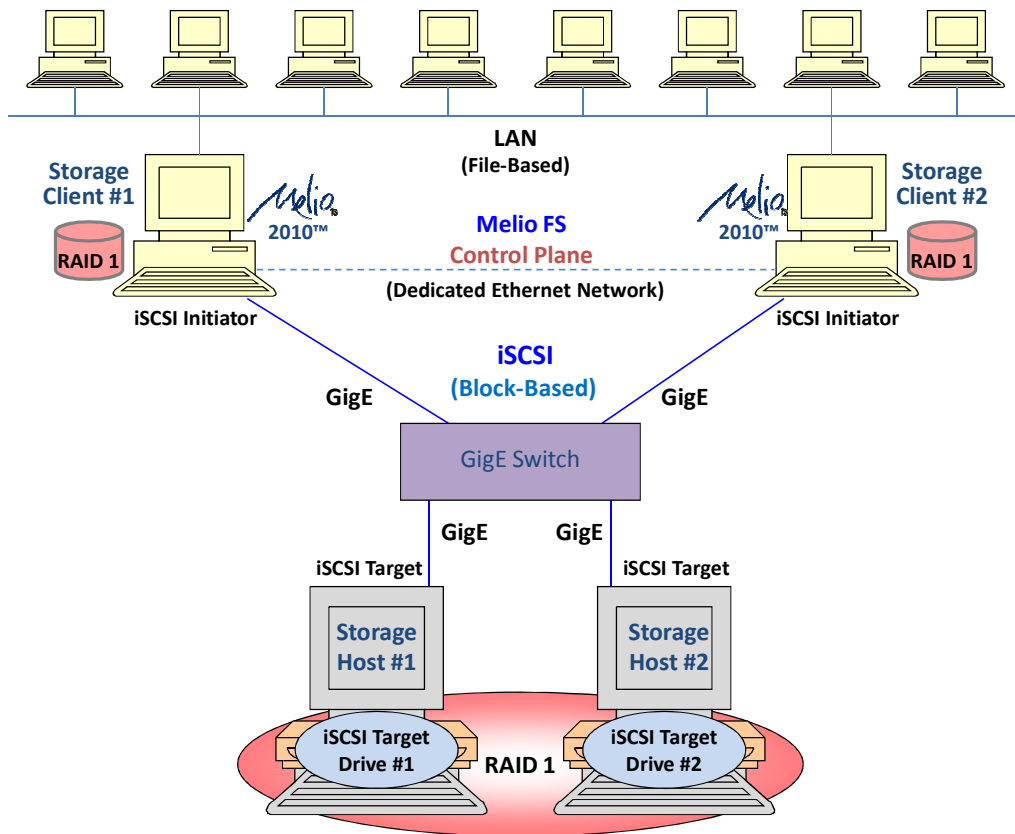 LAN
(File-Based)
Storage
Client #1
RAID 1
Melio FS
2010™
Melio FS
Control Plane
(Dedicated Ethernet Network)
Melio FS
2010™
Storage
Client #2
RAID 1
iSCSI Initiator
iSCSI Initiator
iSCSI
(Block-Based)
GigE
GigE
GigE Switch
GigE
GigE
iSCSI Target
iSCSI Target
Storage
Host #1
Storage
Host #2
iSCSI Target
Drive #1
RAID 1
iSCSI Target
Drive #2